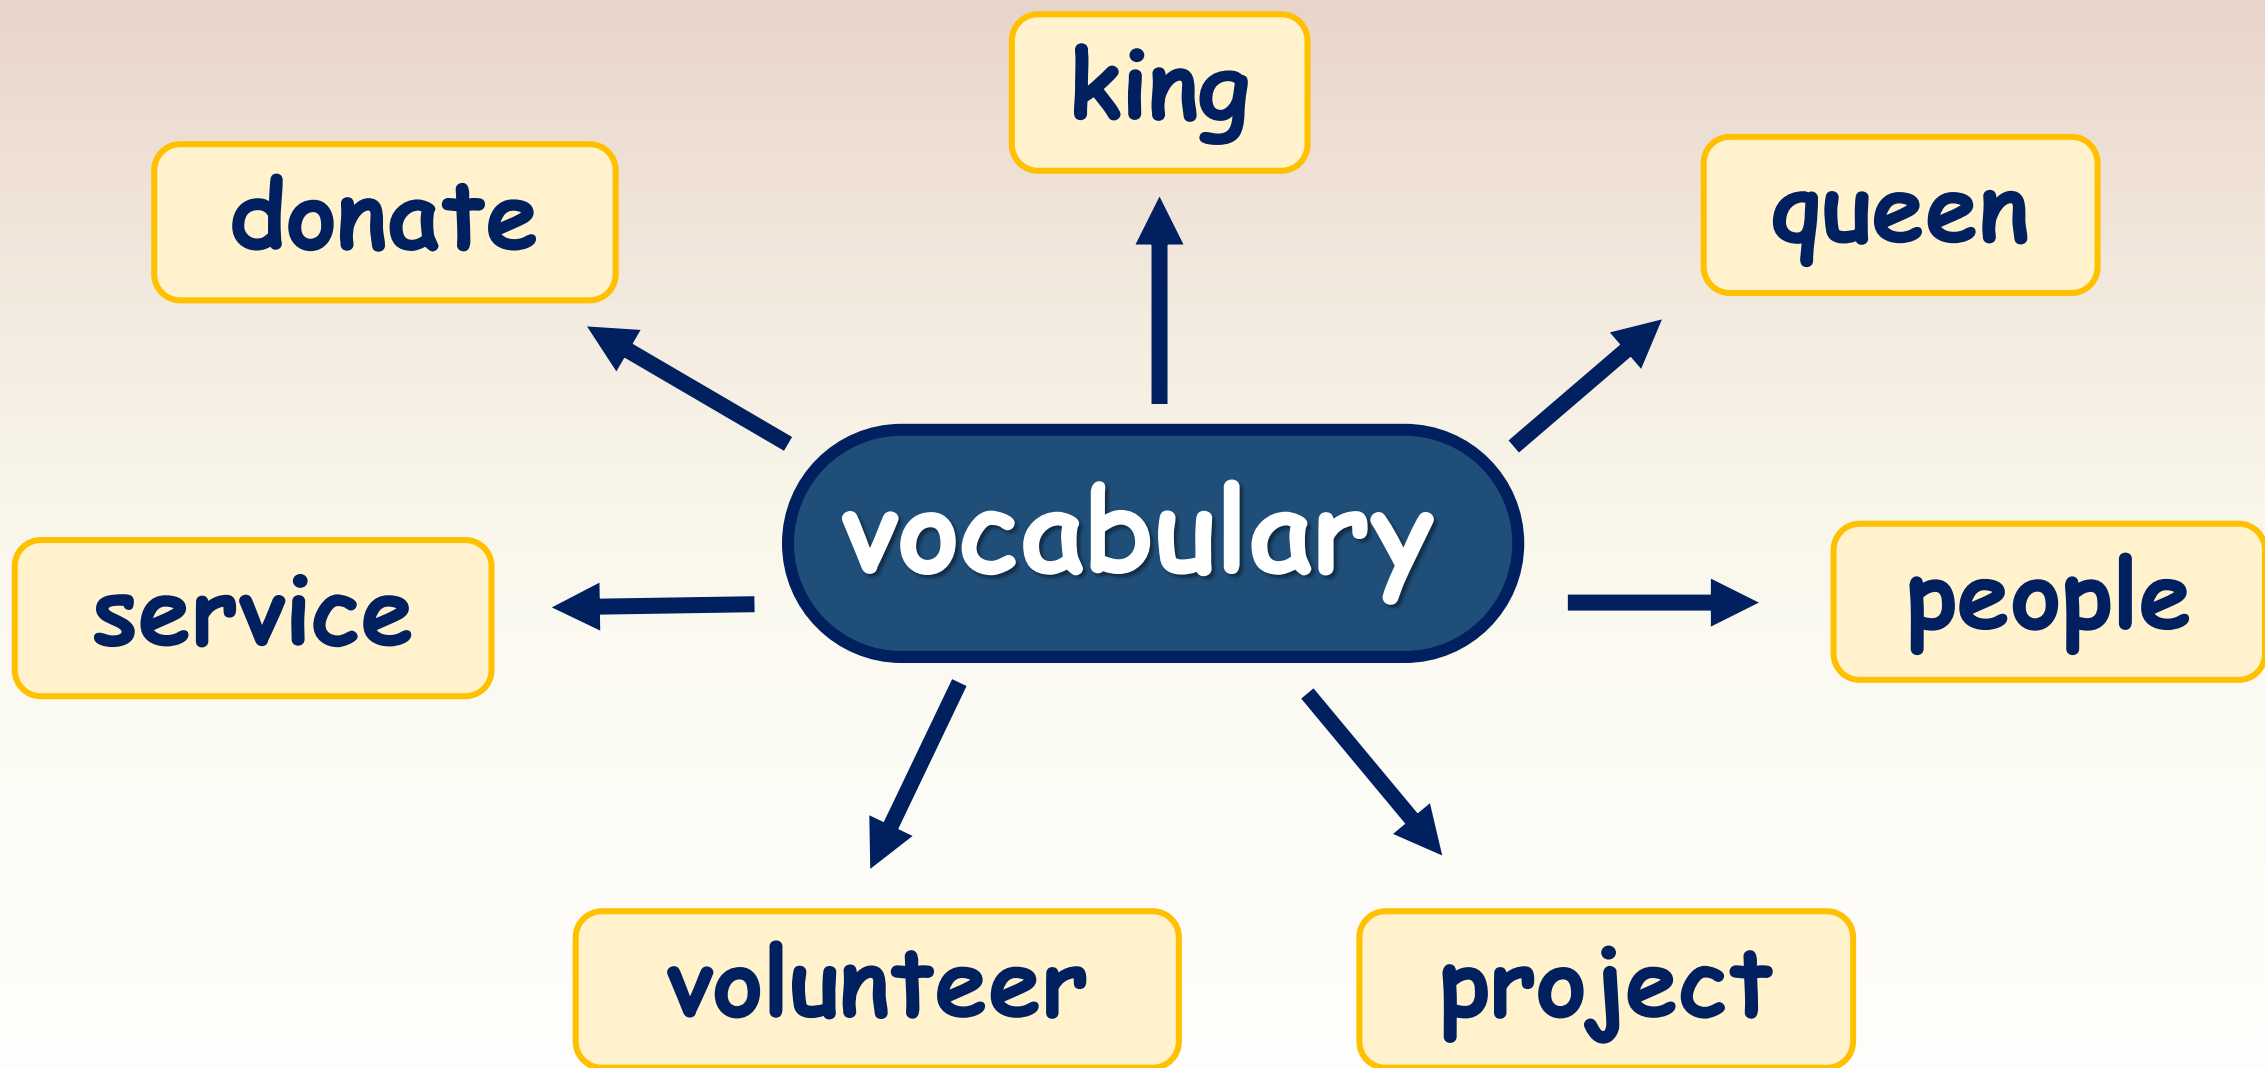 king
donate
queen
vocabulary
service
people
volunteer
project